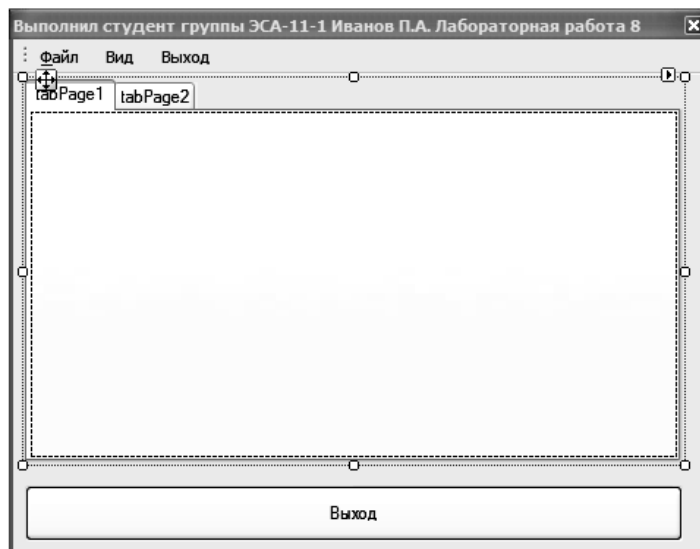 Выполнил студент группы ЭСА-11-1 Иванов П.А. Лабораторная работа 8
Файл Вид Выход
tabPage1 tabPage2
Выход